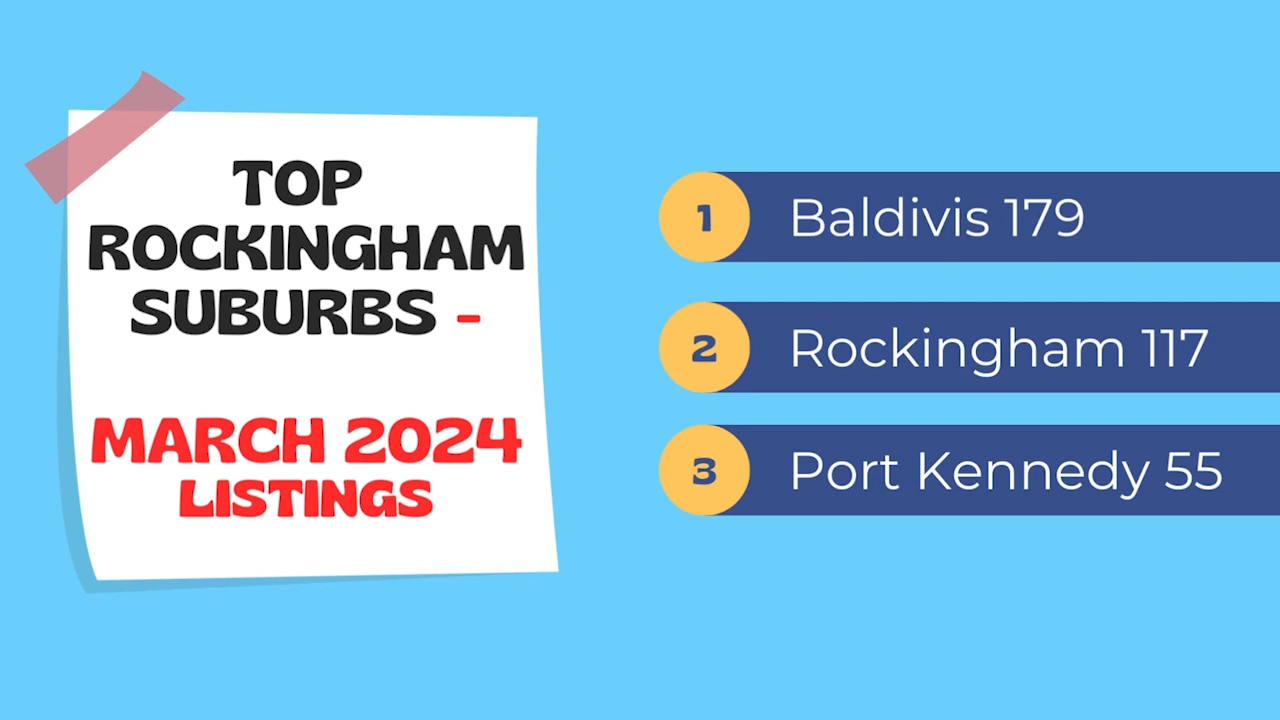 TOP
ROCKINGHAM
SUBURBS -
MARCH 2024
LISTINGS
1 Baldivis 179
2 Rockingham 117
3 Port Kennedy 55